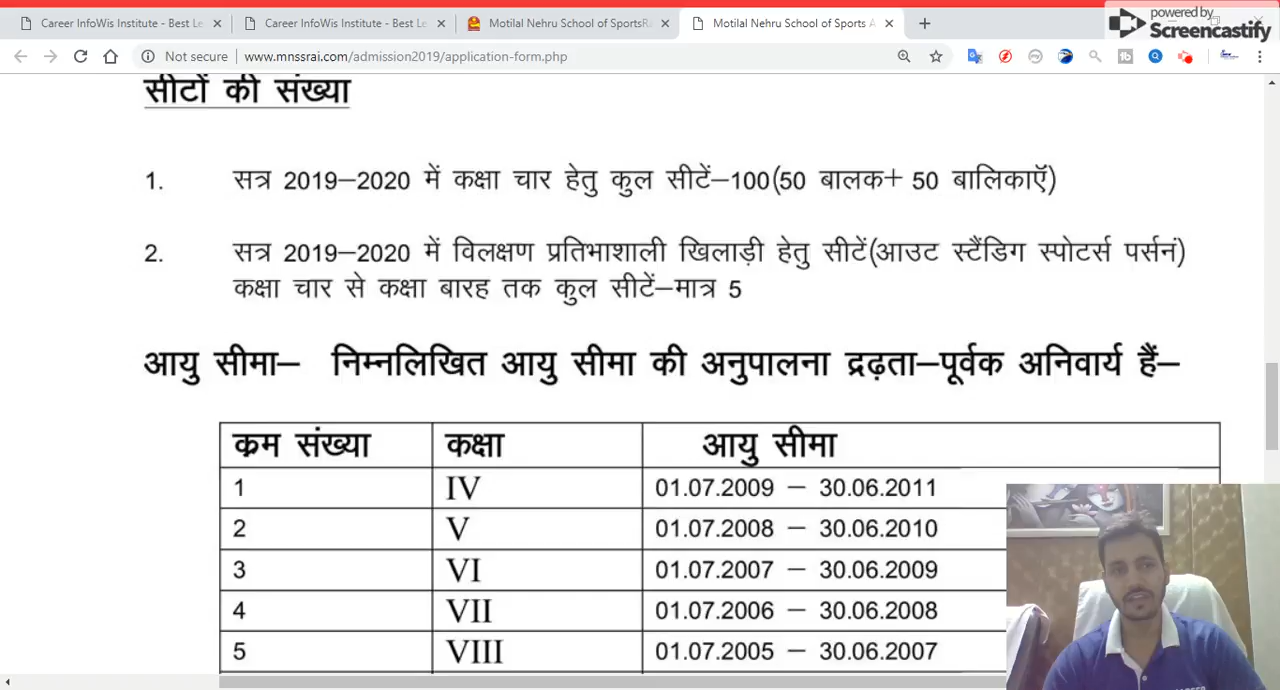 Career InfoWis Institute - Best Le
Career InfoWis Institute - Best Le
Motilal Nehru School of SportsRa
Motilal Nehru School of Sports A
powered by
Screencastify
Not secure
www.mnssrai.com/admission2019/application-form.php
सीटों की संख्या
1. सत्र 2019–2020 में कक्षा चार हेतु कुल सीटें–100(50 बालक+ 50 बालिकाऍ)
2. सत्र 2019–2020 में विलक्षण प्रतिभाशाली खिलाड़ी हेतु सीटें(आउट स्टैंडिग स्पोटर्स पर्सनं)
कक्षा चार से कक्षा बारह तक कुल सीटें–मात्र 5
आयु सीमा– निम्नलिखित आयु सीमा की अनुपालना द्रढ़ता–पूर्वक अनिवार्य हैं–
क्रम संख्या कक्षा आयु सीमा
1 IV 01.07.2009 – 30.06.2011
2 V 01.07.2008 – 30.06.2010
3 VI 01.07.2007 – 30.06.2009
4 VII 01.07.2006 – 30.06.2008
5 VIII 01.07.2005 – 30.06.2007